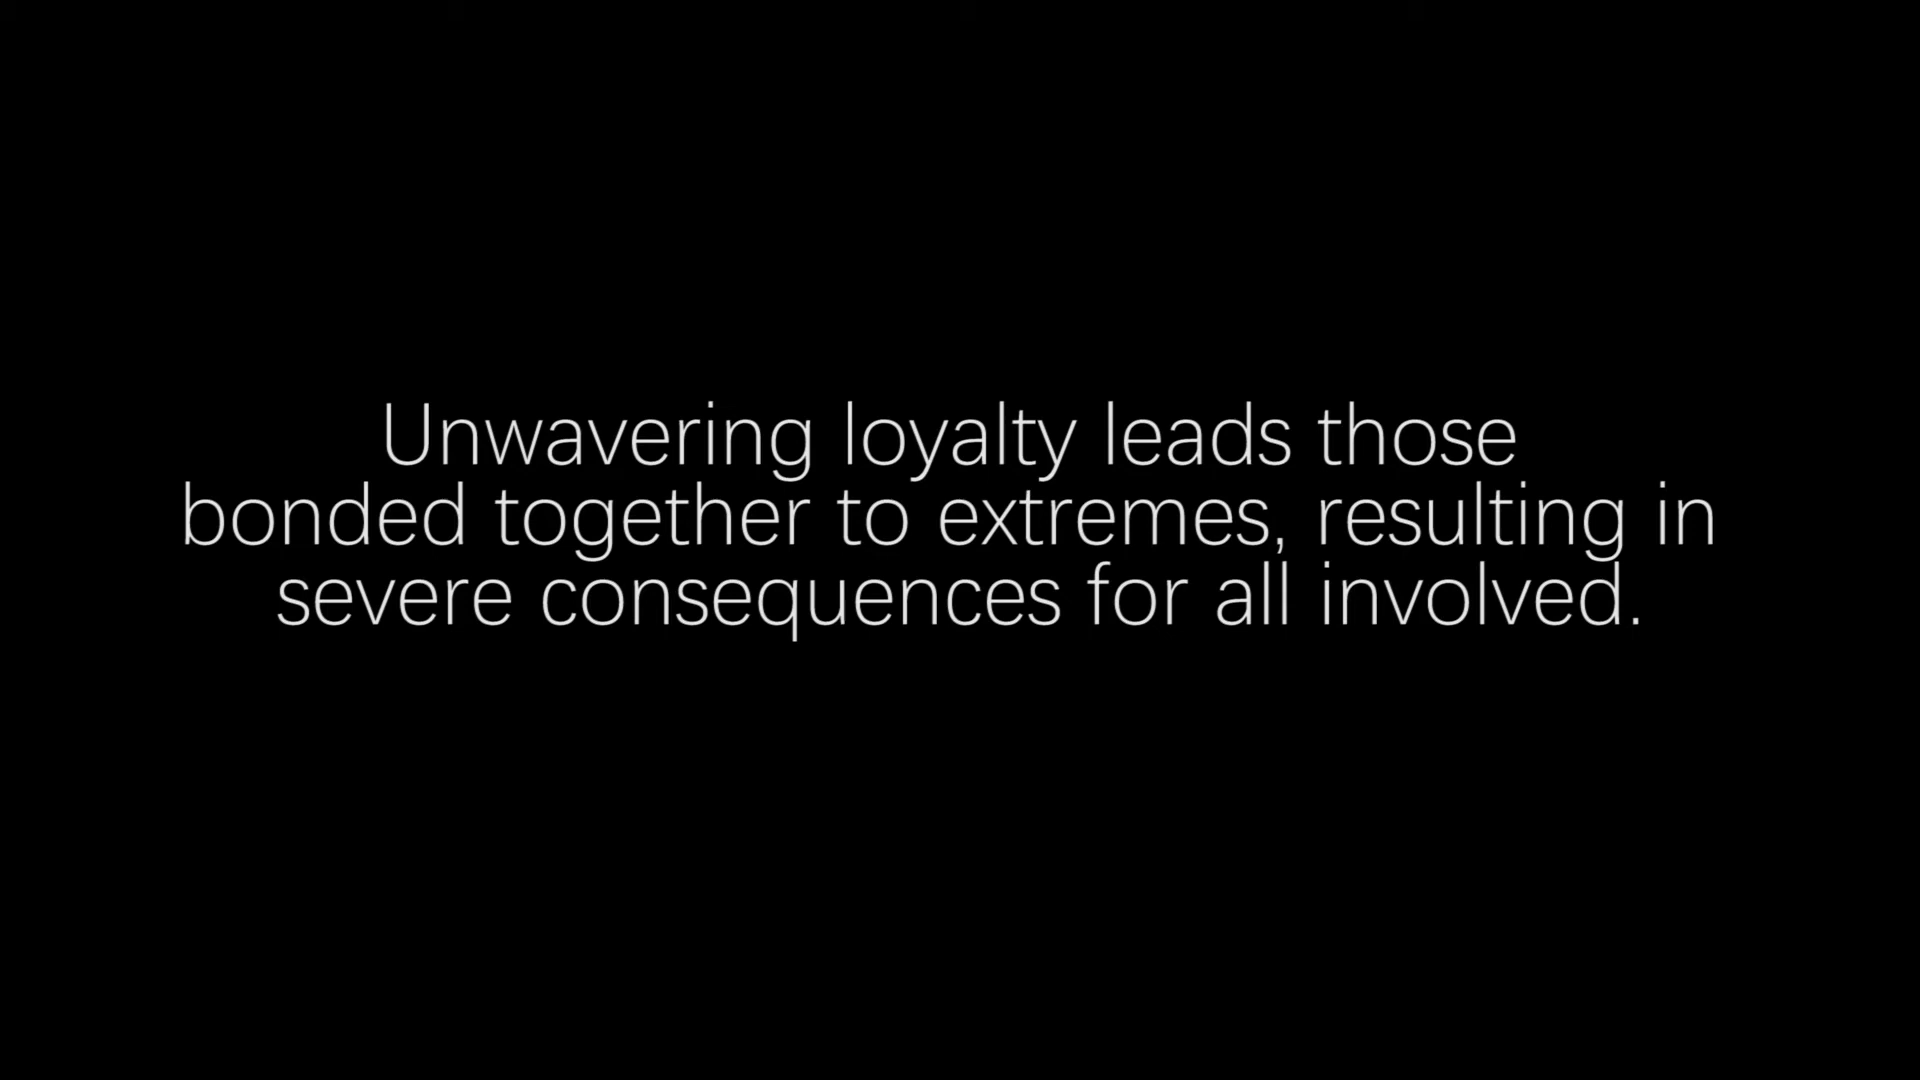 Unwavering loyalty leads those
bonded together to extremes, resulting in
severe consequences for all involved.